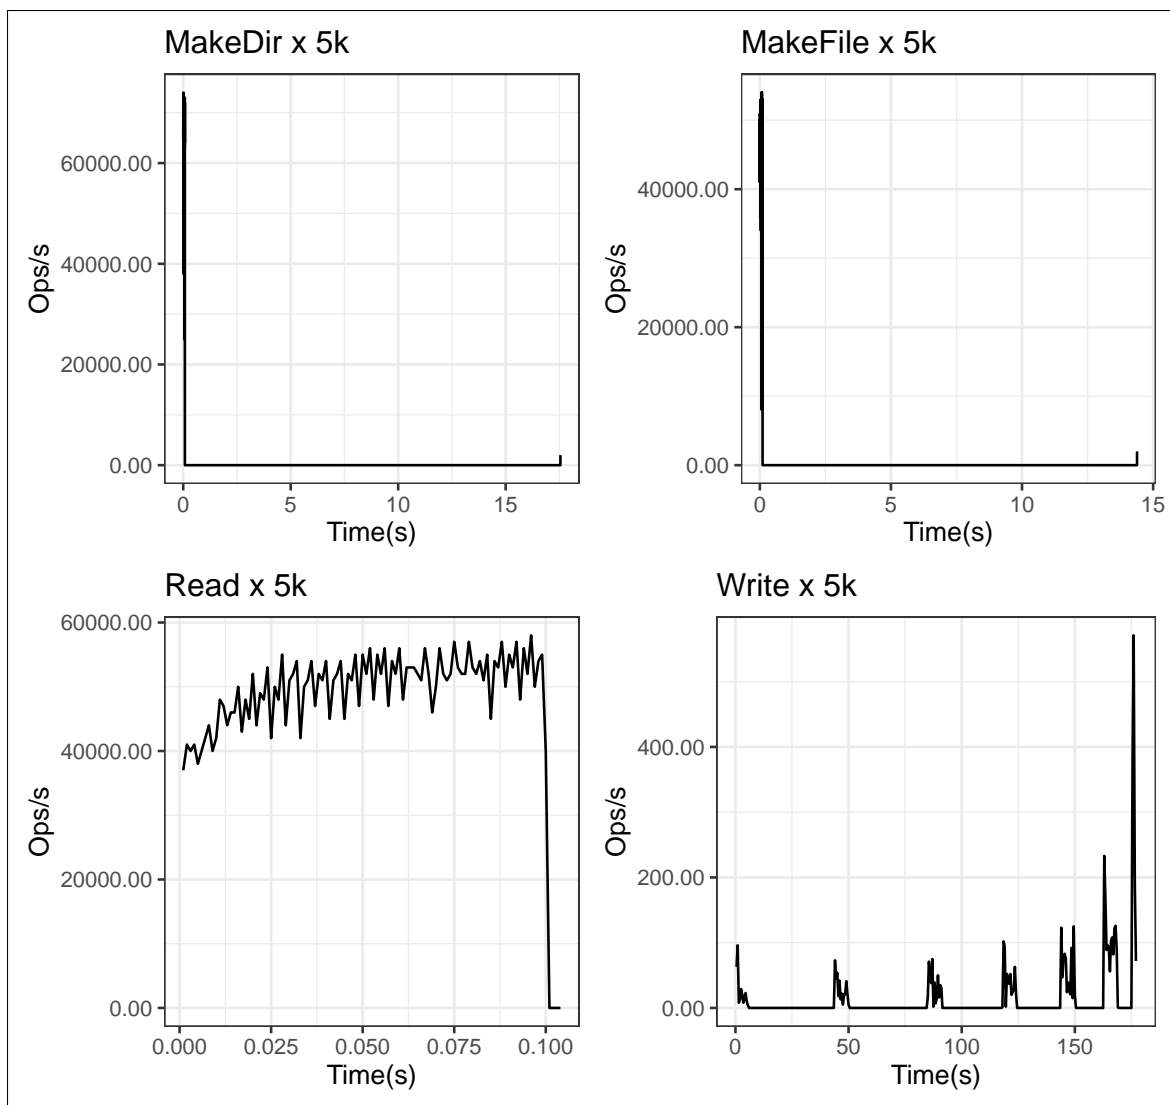 MakeDir x 5k
Ops/s
60000.00
40000.00
20000.00
0.00
0 5 10 15
Time(s)
MakeFile x 5k
Ops/s
40000.00
20000.00
0.00
0 5 10 15
Time(s)
Read x 5k
Ops/s
60000.00
40000.00
20000.00
0.00
0.000 0.025 0.050 0.075 0.100
Time(s)
Write x 5k
Ops/s
400.00
200.00
0.00
0 50 100 150
Time(s)